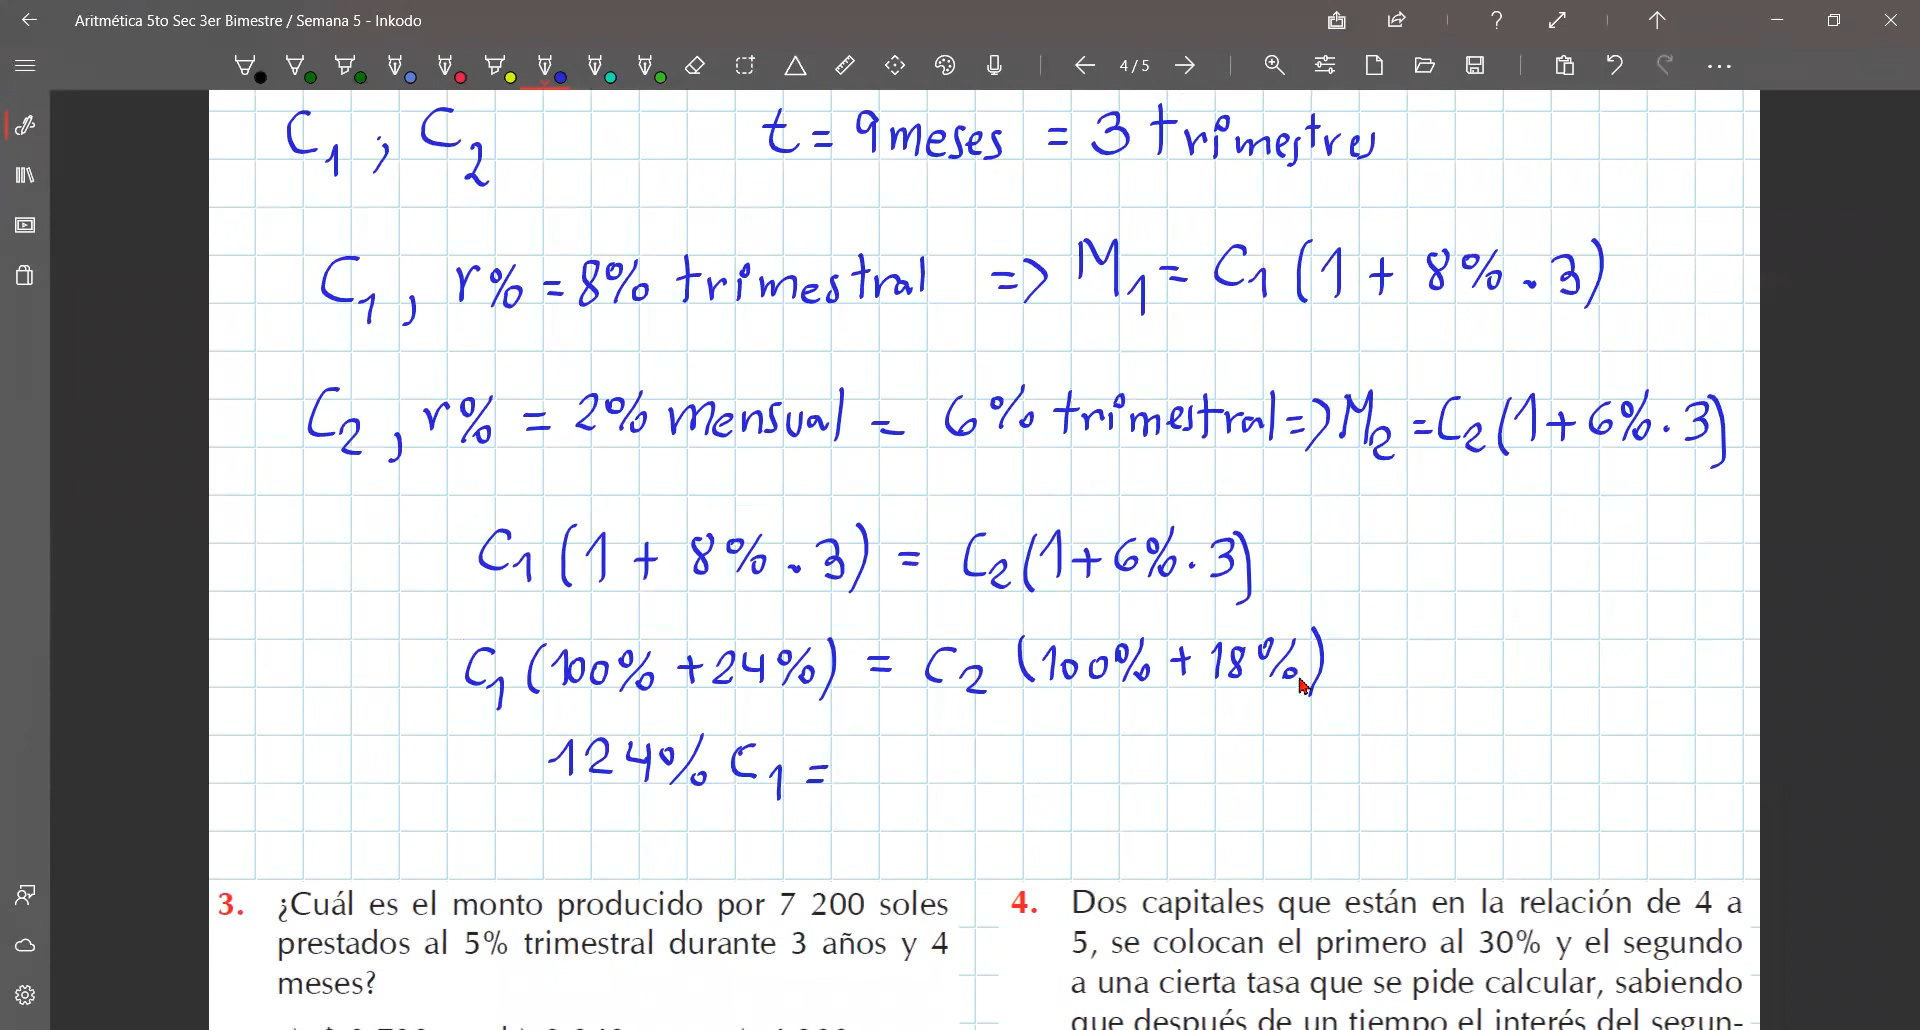 Aritmética 5to Sec 3er Bimestre / Semana 5 - Inkodo
4 / 5
C₁ ; C₂ t = 9 meses = 3 trimestres
C₁ , r% = 8% trimestral => M₁ = C₁ (1 + 8% . 3)
C₂ , r% = 2% mensual = 6% trimestral => M₂ = C₂ (1 + 6% . 3)
C₁ (1 + 8% . 3) = C₂ (1 + 6% . 3)
C₁ (100% + 24%) = C₂ (100% + 18%)
124% C₁ =
3. ¿Cuál es el monto producido por 7 200 soles
prestados al 5% trimestral durante 3 años y 4
meses?
4. Dos capitales que están en la relación de 4 a
5, se colocan el primero al 30% y el segundo
a una cierta tasa que se pide calcular, sabiendo
que después de un tiempo el interés del segun-